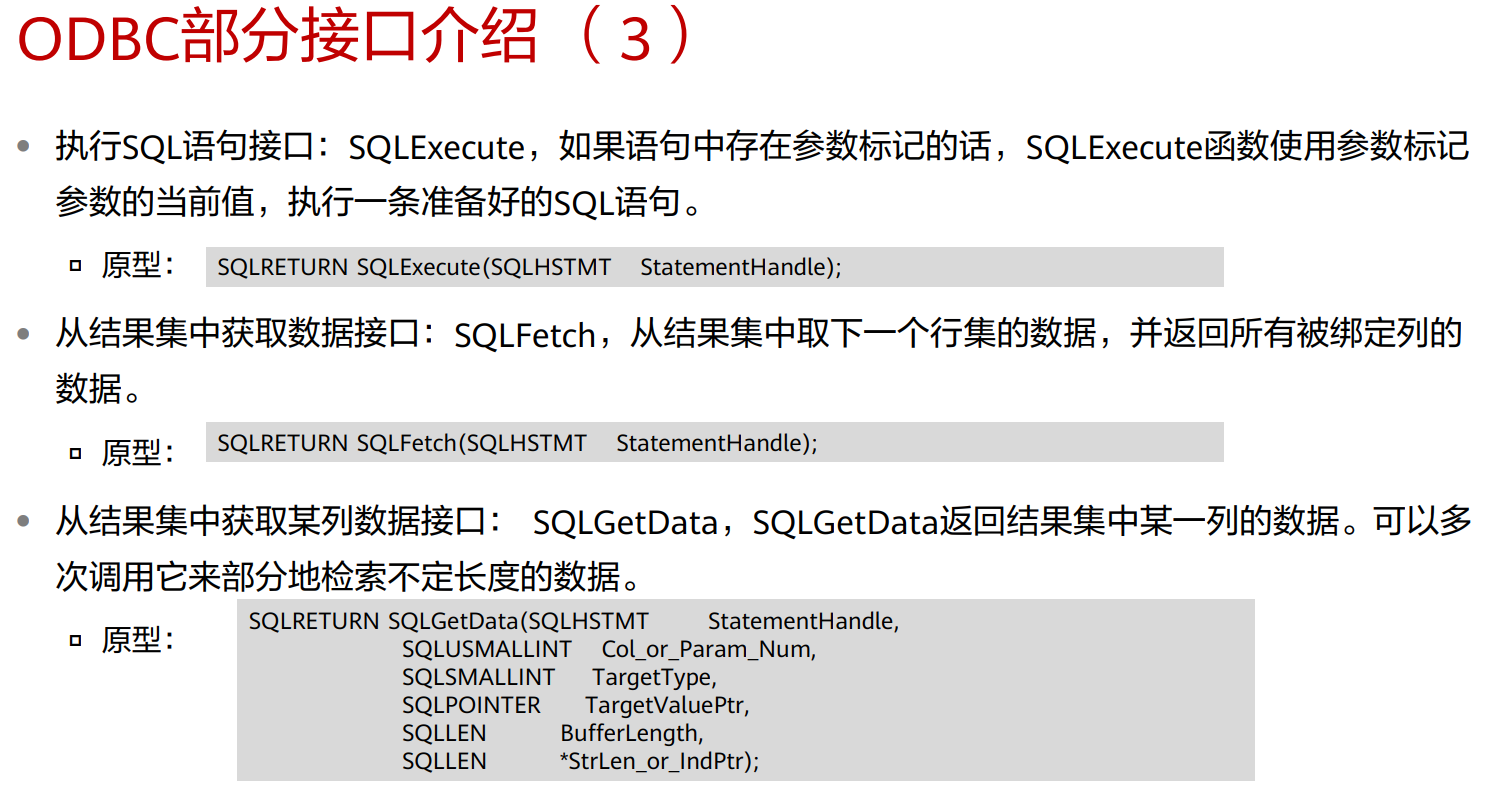 ODBC部分接口介绍（3）
• 执行SQL语句接口：SQLExecute，如果语句中存在参数标记的话，SQLExecute函数使用参数标记
参数的当前值，执行一条准备好的SQL语句。
▫ 原型：
SQLRETURN SQLExecute(SQLHSTMT StatementHandle);
• 从结果集中获取数据接口：SQLFetch，从结果集中取下一个行集的数据，并返回所有被绑定列的
数据。
▫ 原型：
SQLRETURN SQLFetch(SQLHSTMT StatementHandle);
• 从结果集中获取某列数据接口： SQLGetData，SQLGetData返回结果集中某一列的数据。可以多
次调用它来部分地检索不定长度的数据。
▫ 原型：
SQLRETURN SQLGetData(SQLHSTMT StatementHandle,
SQLUSMALLINT Col_or_Param_Num,
SQLSMALLINT TargetType,
SQLPOINTER TargetValuePtr,
SQLLEN BufferLength,
SQLLEN *StrLen_or_IndPtr);